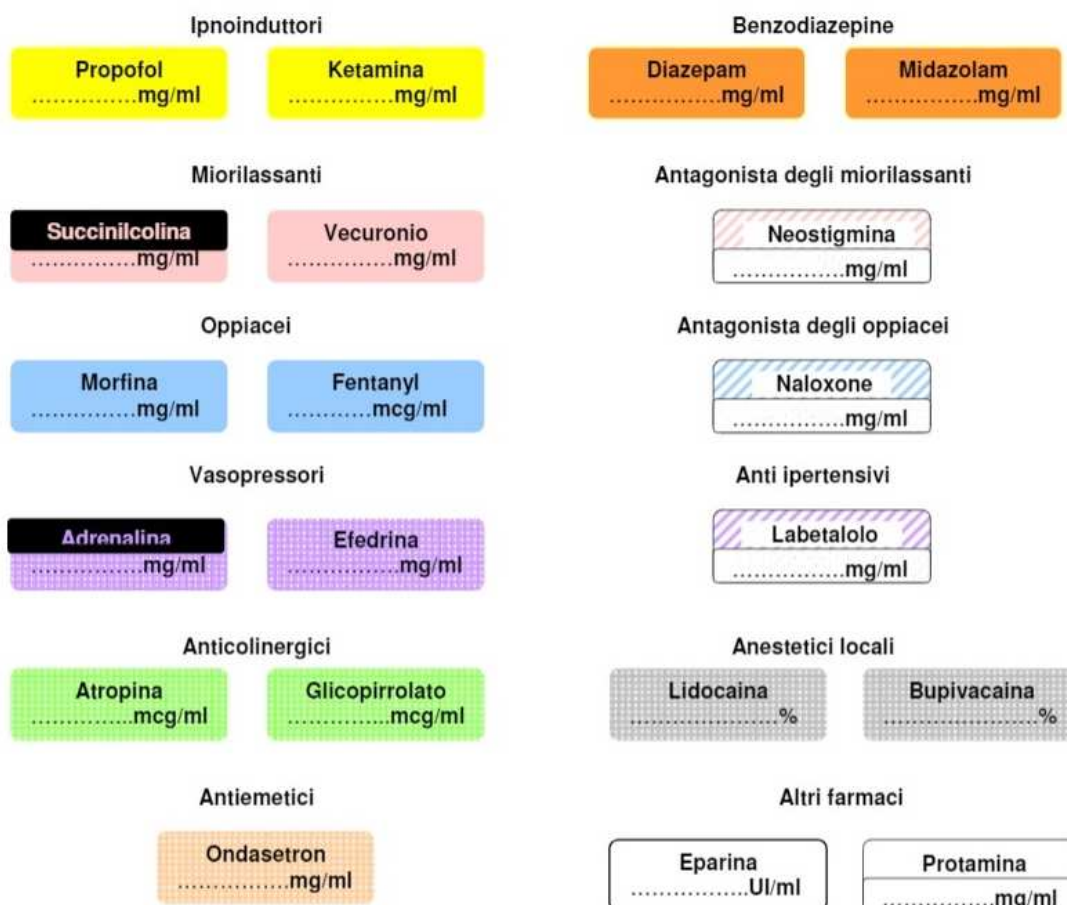 Ipnoinduttori
Propofol
...............mg/ml
Ketamina
...............mg/ml
Benzodiazepine
Diazepam
................mg/ml
Midazolam
................mg/ml
Miorilassanti
Succinilcolina
...............mg/ml
Vecuronio
...............mg/ml
Antagonista degli miorilassanti
Neostigmina
................mg/ml
Oppiacei
Morfina
...............mg/ml
Fentanyl
............mcg/ml
Antagonista degli oppiacei
Naloxone
................mg/ml
Vasopressori
Adrenalina
................mg/ml
Efedrina
................mg/ml
Anti ipertensivi
Labetalolo
................mg/ml
Anticolinergici
Atropina
..............mcg/ml
Glicopirrolato
...............mcg/ml
Anestetici locali
Lidocaina
.....................%
Bupivacaina
......................%
Antiemetici
Ondasetron
................mg/ml
Altri farmaci
Eparina
................UI/ml
Protamina
................mg/ml